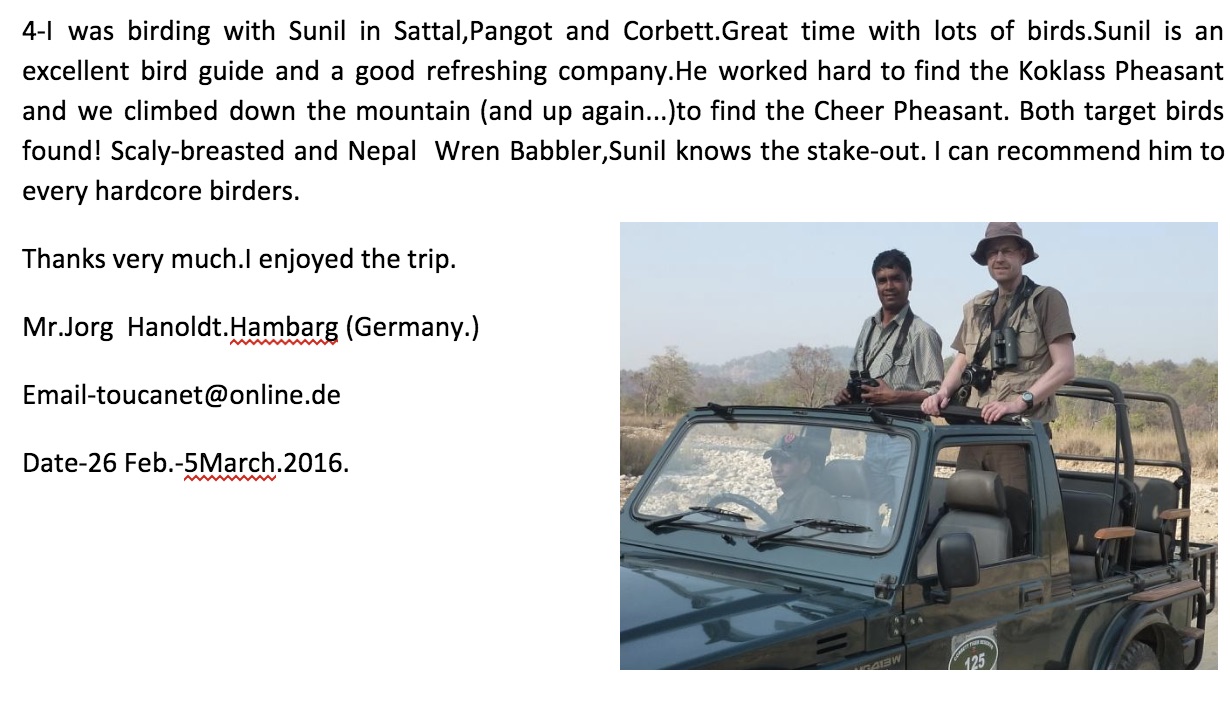 4-I was birding with Sunil in Sattal,Pangot and Corbett.Great time with lots of birds.Sunil is an
excellent bird guide and a good refreshing company.He worked hard to find the Koklass Pheasant
and we climbed down the mountain (and up again...)to find the Cheer Pheasant. Both target birds
found! Scaly-breasted and Nepal  Wren Babbler,Sunil knows the stake-out. I can recommend him to
every hardcore birders.
Thanks very much.I enjoyed the trip.
Mr.Jorg  Hanoldt.Hambarg (Germany.)
Email-toucanet@online.de
Date-26 Feb.-5March.2016.
125